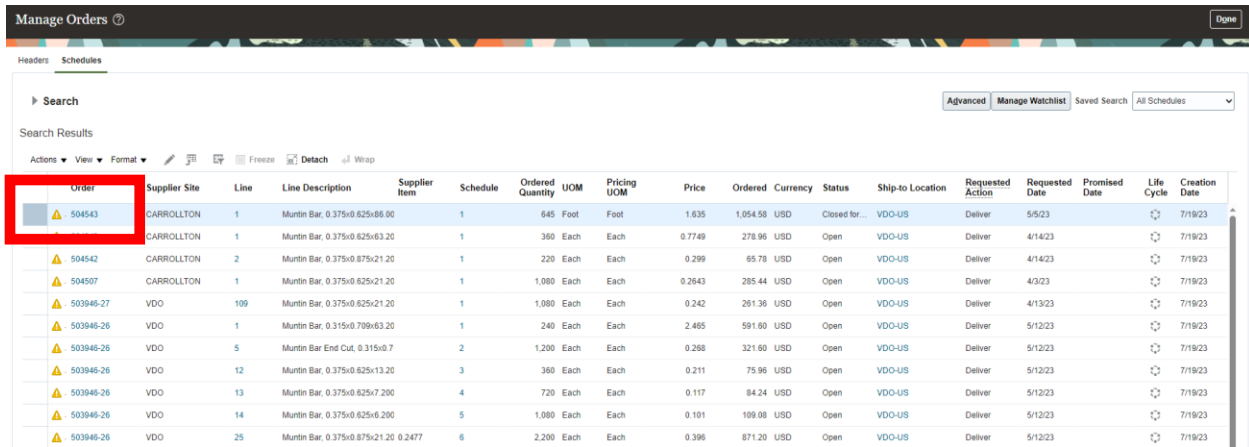 Manage Orders
Done
Headers Schedules
Search
Advanced Manage Watchlist Saved Search All Schedules
Search Results
Actions View Format Freeze Detach Wrap
Order Supplier Site Line Line Description Supplier Item Schedule Ordered Quantity UOM Pricing UOM Price Ordered Currency Status Ship-to Location Requested Action Requested Date Promised Date Life Cycle Creation Date
504543 CARROLLTON 1 Muntin Bar, 0.375x0.625x86.00 1 645 Foot Foot 1.635 1,054.58 USD Closed for... VDO-US Deliver 5/5/23 7/19/23
CARROLLTON 1 Muntin Bar, 0.375x0.625x63.20 1 360 Each Each 0.7749 278.96 USD Open VDO-US Deliver 4/14/23 7/19/23
504542 CARROLLTON 2 Muntin Bar, 0.375x0.875x21.20 1 220 Each Each 0.299 65.78 USD Open VDO-US Deliver 4/14/23 7/19/23
504507 CARROLLTON 1 Muntin Bar, 0.375x0.625x21.20 1 1,080 Each Each 0.2643 285.44 USD Open VDO-US Deliver 4/3/23 7/19/23
503946-27 VDO 109 Muntin Bar, 0.375x0.625x21.20 1 1,080 Each Each 0.242 261.36 USD Open VDO-US Deliver 4/13/23 7/19/23
503946-26 VDO 1 Muntin Bar, 0.315x0.709x63.20 1 240 Each Each 2.465 591.60 USD Open VDO-US Deliver 5/12/23 7/19/23
503946-26 VDO 5 Muntin Bar End Cut, 0.315x0.7 2 1,200 Each Each 0.268 321.60 USD Open VDO-US Deliver 5/12/23 7/19/23
503946-26 VDO 12 Muntin Bar, 0.375x0.625x13.20 3 360 Each Each 0.211 75.96 USD Open VDO-US Deliver 5/12/23 7/19/23
503946-26 VDO 13 Muntin Bar, 0.375x0.625x7.200 4 720 Each Each 0.117 84.24 USD Open VDO-US Deliver 5/12/23 7/19/23
503946-26 VDO 14 Muntin Bar, 0.375x0.625x6.200 5 1,080 Each Each 0.101 109.08 USD Open VDO-US Deliver 5/12/23 7/19/23
503946-26 VDO 25 Muntin Bar, 0.375x0.875x21.20 0.2477 6 2,200 Each Each 0.396 871.20 USD Open VDO-US Deliver 5/12/23 7/19/23